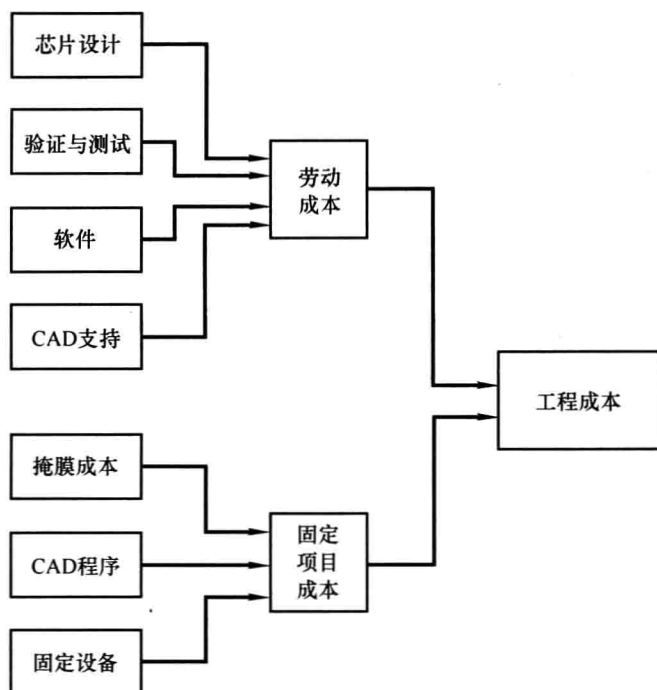 芯片设计
验证与测试
软件
CAD支持
劳动
成本
工程成本
掩膜成本
CAD程序
固定设备
固定
项目
成本